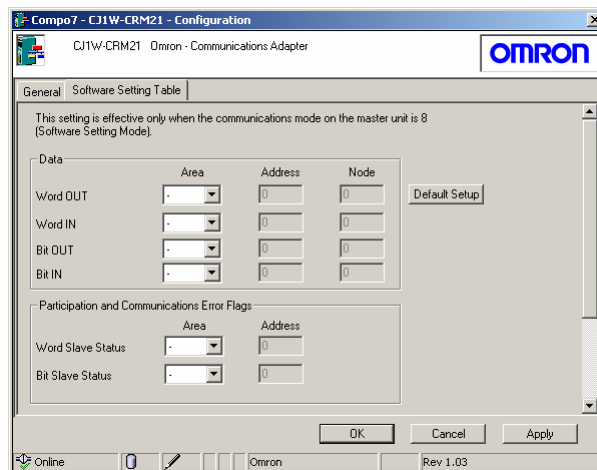 Compo7 - CJ1W-CRM21 - Configuration
CJ1W-CRM21 Omron - Communications Adapter
OMRON
General Software Setting Table
This setting is effective only when the communications mode on the master unit is 8
(Software Setting Mode).
Data
Area Address Node
Word OUT - 0 0 Default Setup
Word IN - 0 0
Bit OUT - 0 0
Bit IN - 0 0
Participation and Communications Error Flags
Area Address
Word Slave Status - 0
Bit Slave Status - 0
OK Cancel Apply
Online Omron Rev 1.03